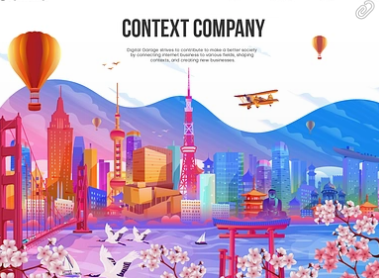 CONTEXT COMPANY
Digital Garage strives to contribute to make a better society
by connecting internet business to various fields, shaping
contexts, and creating new businesses.